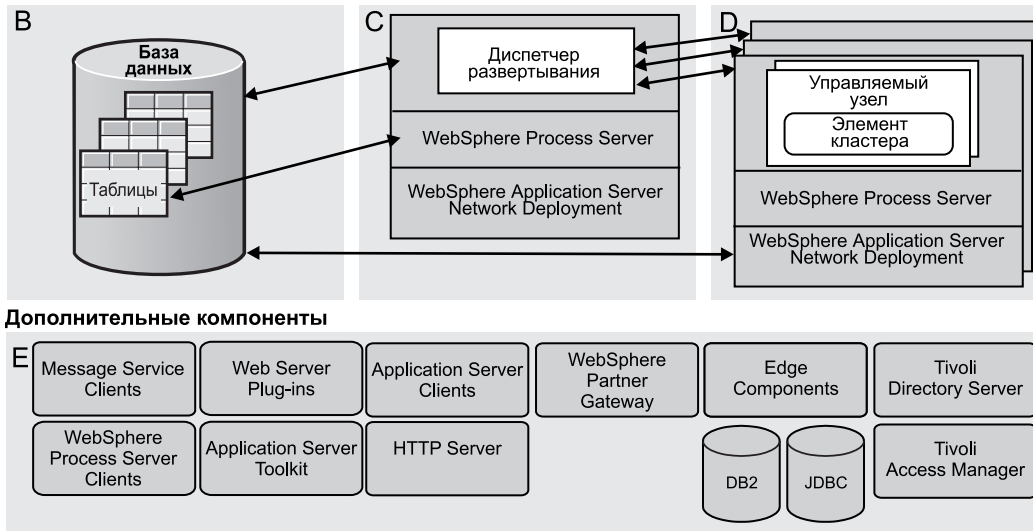 B
База
данных
Таблицы
C
Диспетчер
развертывания
WebSphere Process Server
WebSphere Application Server
Network Deployment
D
Управляемый
узел
Элемент
кластера
WebSphere Process Server
WebSphere Application Server
Network Deployment
Дополнительные компоненты
E
Message Service
Clients
Web Server
Plug-ins
Application Server
Clients
WebSphere
Partner
Gateway
Edge
Components
Tivoli
Directory Server
WebSphere
Process Server
Clients
Application Server
Toolkit
HTTP Server
DB2
JDBC
Tivoli
Access Manager